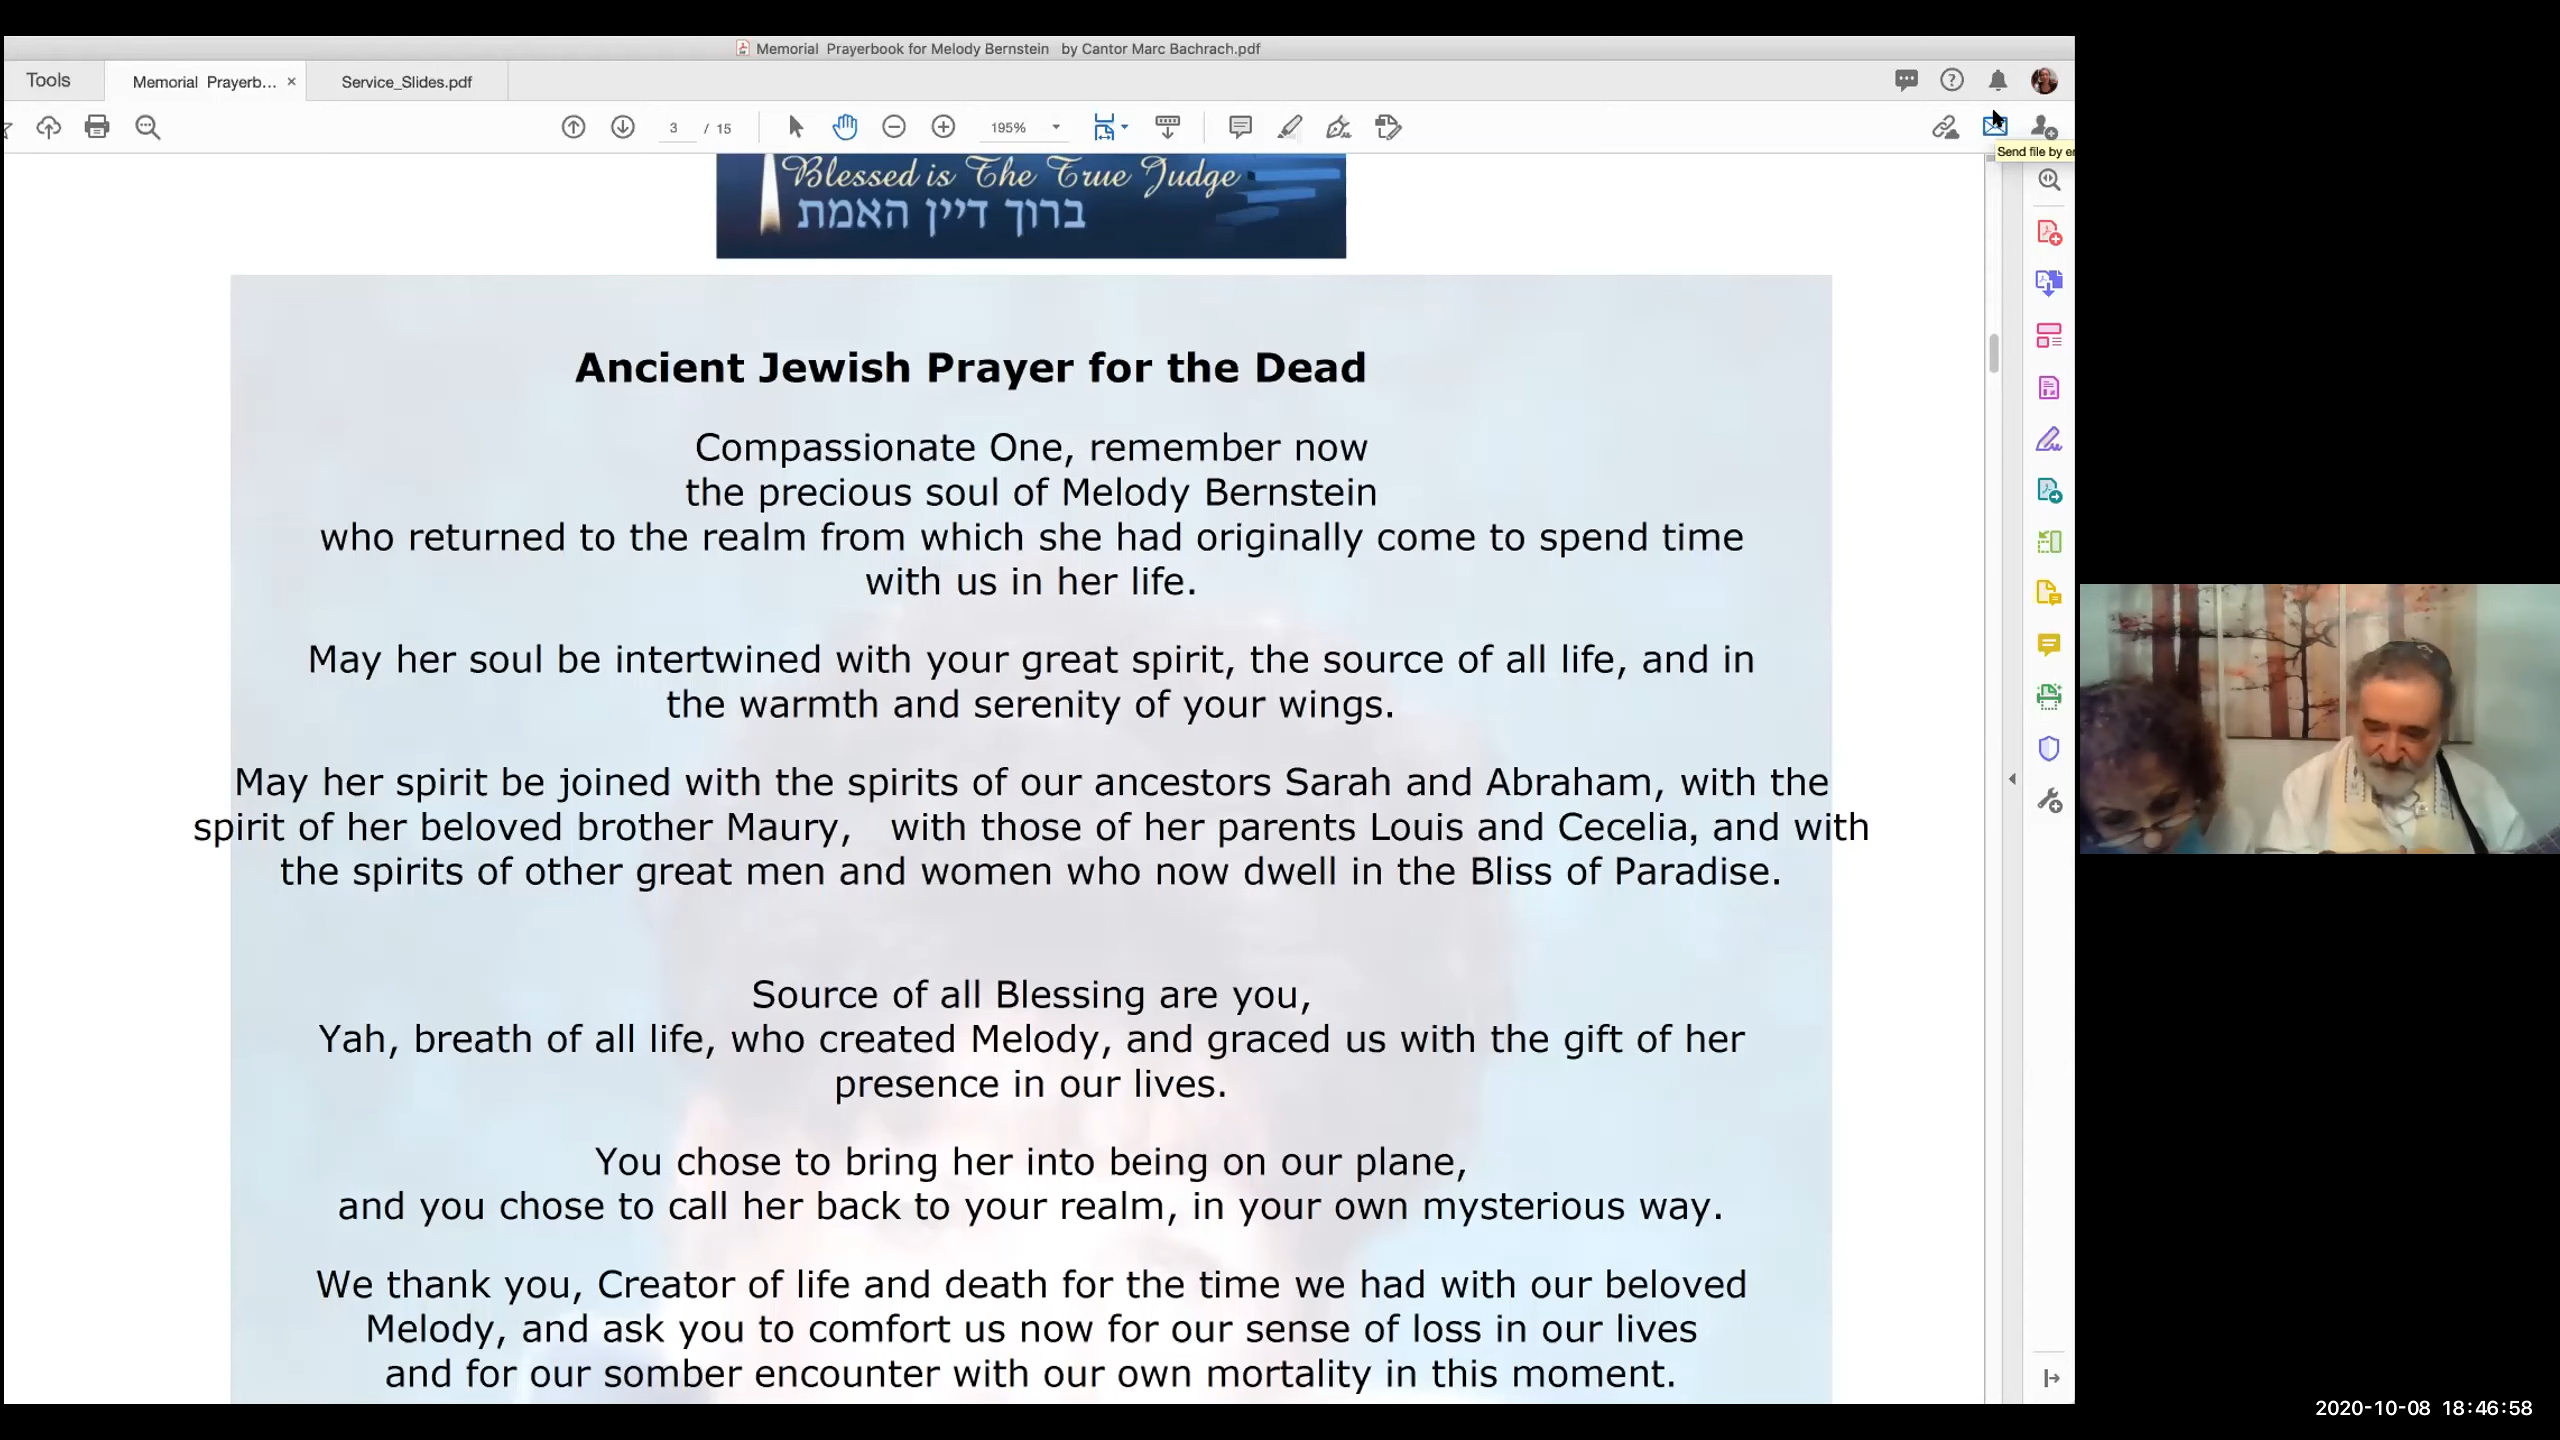 Memorial Prayerbook for Melody Bernstein by Cantor Marc Bachrach.pdf
Tools
Memorial Prayerb... ×
Service_Slides.pdf
3 / 15
195%
Send file by
Blessed is The True Judge
ברוך דיין האמת
Ancient Jewish Prayer for the Dead
Compassionate One, remember now
the precious soul of Melody Bernstein
who returned to the realm from which she had originally come to spend time
with us in her life.
May her soul be intertwined with your great spirit, the source of all life, and in
the warmth and serenity of your wings.
May her spirit be joined with the spirits of our ancestors Sarah and Abraham, with the
spirit of her beloved brother Maury, with those of her parents Louis and Cecelia, and with
the spirits of other great men and women who now dwell in the Bliss of Paradise.
Source of all Blessing are you,
Yah, breath of all life, who created Melody, and graced us with the gift of her
presence in our lives.
You chose to bring her into being on our plane,
and you chose to call her back to your realm, in your own mysterious way.
We thank you, Creator of life and death for the time we had with our beloved
Melody, and ask you to comfort us now for our sense of loss in our lives
and for our somber encounter with our own mortality in this moment.
2020-10-08 18:46:58